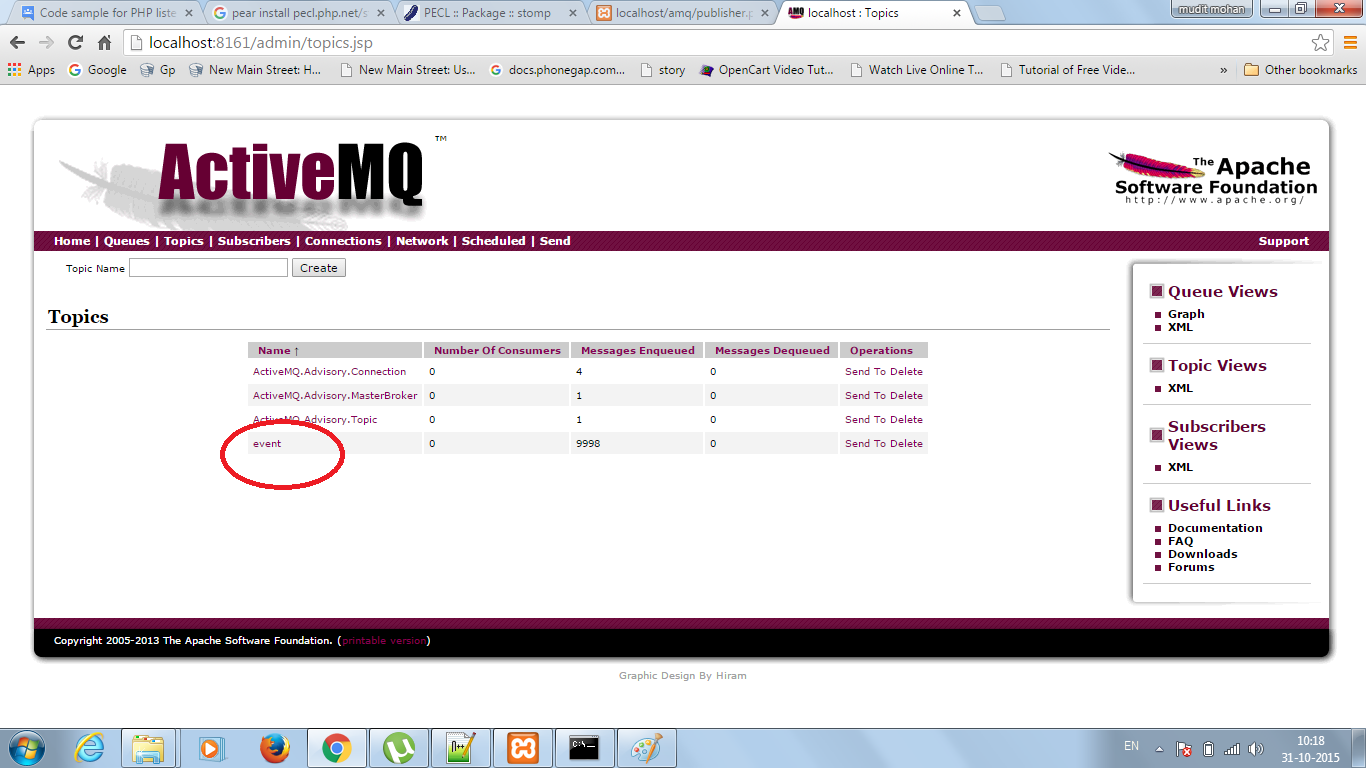 Code sample for PHP liste
pear install pecl.php.net/s
PECL :: Package :: stomp
localhost/amq/publisher.p
localhost : Topics
mudit mohan
localhost:8161/admin/topics.jsp
Apps
Google
Gp
New Main Street: H...
New Main Street: Us...
docs.phonegap.com...
story
OpenCart Video Tut...
Watch Live Online T...
Tutorial of Free Vide...
»
Other bookmarks
ActiveMQ ™
The Apache
Software Foundation
http://www.apache.org/
Home | Queues | Topics | Subscribers | Connections | Network | Scheduled | Send
Support
Topic Name
Create
Topics
Name ↑ Number Of Consumers Messages Enqueued Messages Dequeued Operations
ActiveMQ.Advisory.Connection 0 4 0 Send To Delete
ActiveMQ.Advisory.MasterBroker 0 1 0 Send To Delete
ActiveMQ.Advisory.Topic 0 1 0 Send To Delete
event 0 9998 0 Send To Delete
Queue Views
Graph
XML
Topic Views
XML
Subscribers
Views
XML
Useful Links
Documentation
FAQ
Downloads
Forums
Copyright 2005-2013 The Apache Software Foundation. (printable version)
Graphic Design By Hiram
EN
10:18
31-10-2015